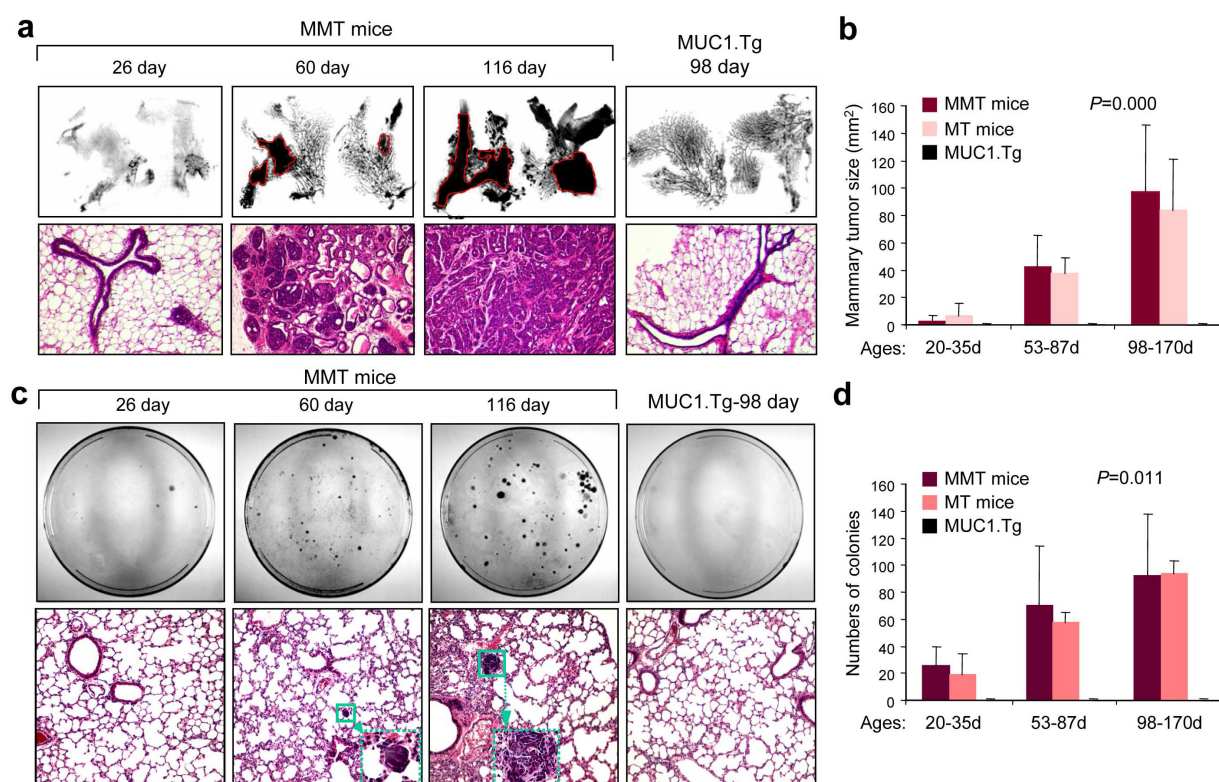 a
MMT mice
26 day
60 day
116 day
MUC1.Tg
98 day
b
160
140
120
100
80
60
40
20
0
Mammary tumor size (mm²)
MMT mice
MT mice
MUC1.Tg
P=0.000
Ages: 20-35d 53-87d 98-170d
c
MMT mice
26 day
60 day
116 day
MUC1.Tg-98 day
d
160
140
120
100
80
60
40
20
0
Numbers of colonies
MMT mice
MT mice
MUC1.Tg
P=0.011
Ages: 20-35d 53-87d 98-170d